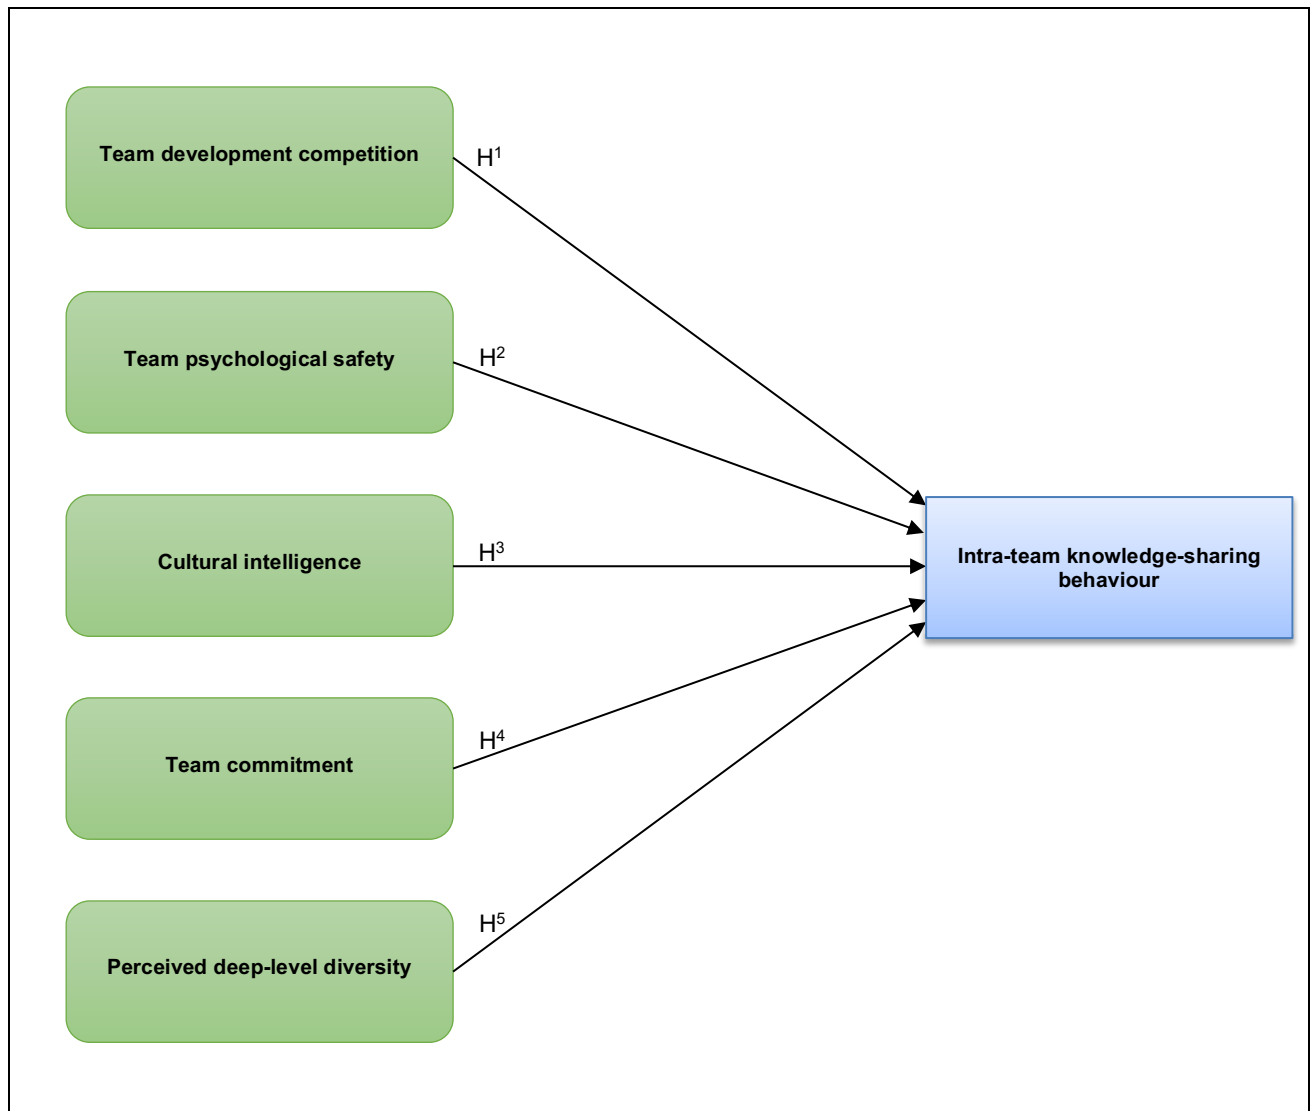 Team development competition
H¹
Team psychological safety
H²
Cultural intelligence
H³
Intra-team knowledge-sharing
behaviour
Team commitment
H⁴
Perceived deep-level diversity
H⁵